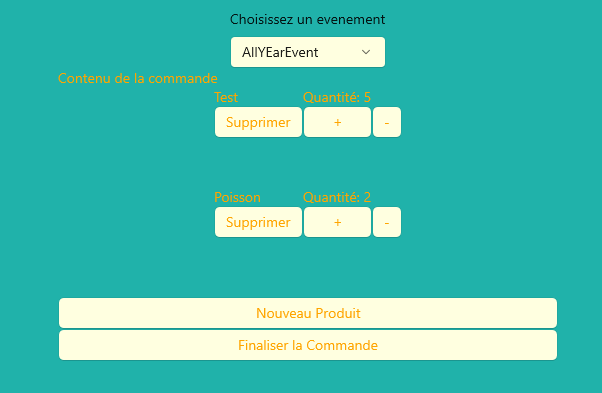 Choisissez un evenement
AllYEarEvent
Contenu de la commande
Test Quantité: 5
Supprimer + -
Poisson Quantité: 2
Supprimer + -
Nouveau Produit
Finaliser la Commande